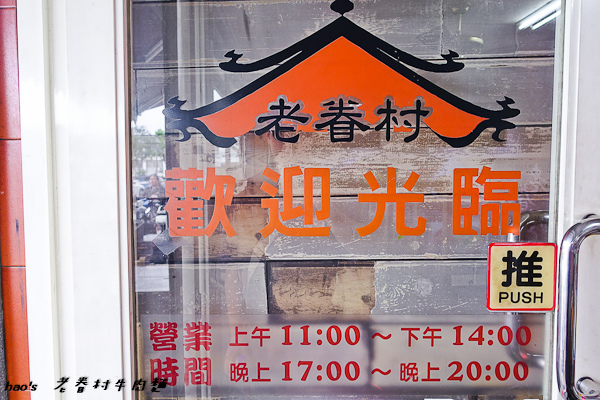 老眷村
歡迎光臨
推
PUSH
營業時間
上午 11:00 ~ 下午 14:00
晚上 17:00 ~ 晚上 20:00
hao's 老眷村牛肉麵